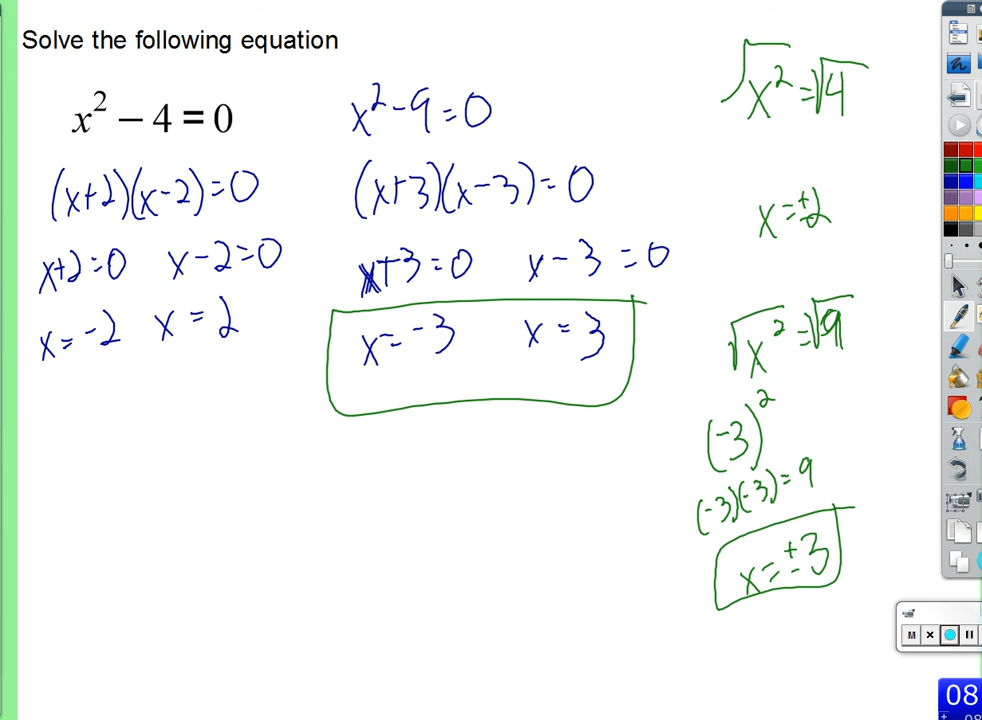 Solve the following equation
x² − 4 = 0
(x+2)(x−2)=0
x+2=0 x−2=0
x=-2 x=2
x²−9=0
(x+3)(x−3)=0
x+3=0 x−3=0
x=-3 x=3
√x²=√4
x=±2
√x²=√9
(-3)²
(-3)(-3)=9
x=±3
M
08